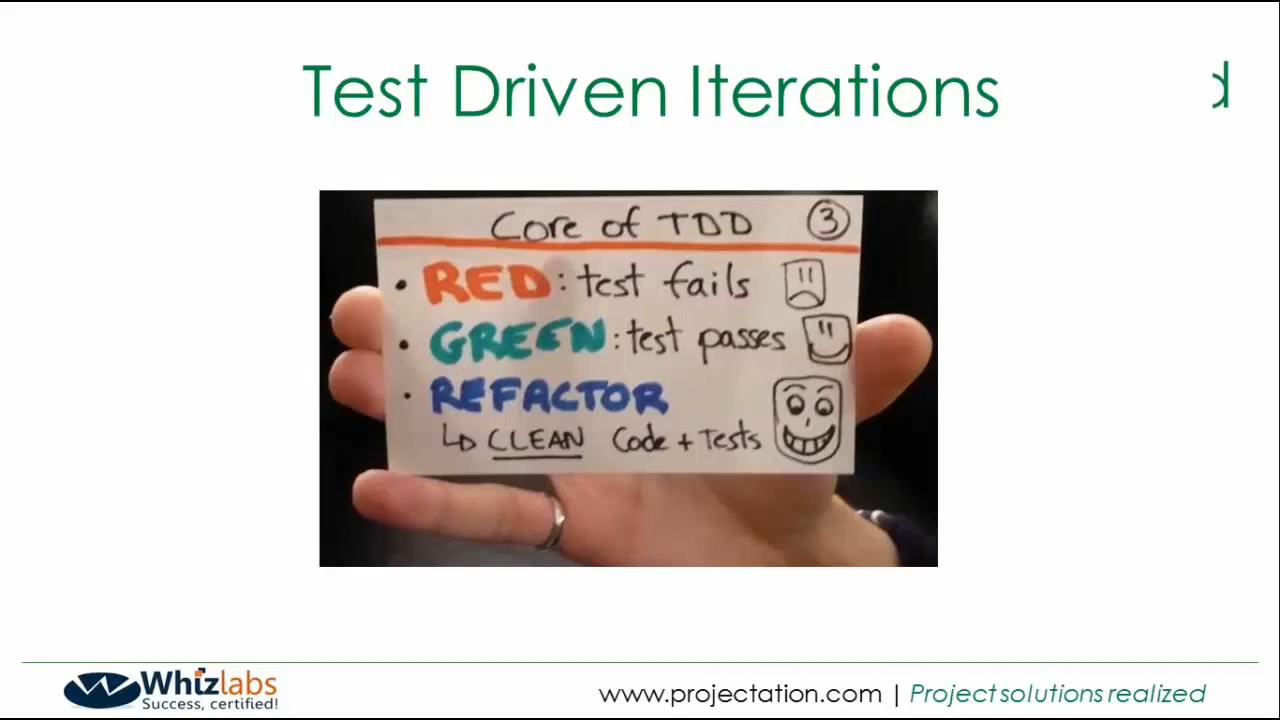 Test Driven Iterations
d
Core of TDD 3
• RED: test fails
• GREEN: test passes
• REFACTOR
↳ CLEAN Code + Tests
Whizlabs
Success, certified!
www.projectation.com | Project solutions realized